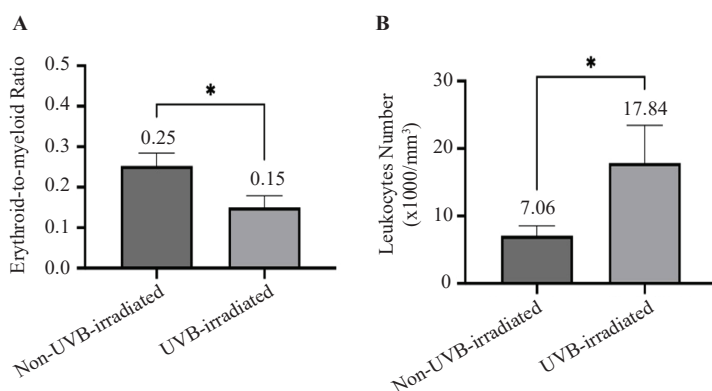 A
Erythroid-to-myeloid Ratio
0.5
0.4
0.3
0.2
0.1
0.0
*
0.25
0.15
Non-UVB-irradiated
UVB-irradiated
B
Leukocytes Number
(x1000/mm³)
30
20
10
0
*
7.06
17.84
Non-UVB-irradiated
UVB-irradiated